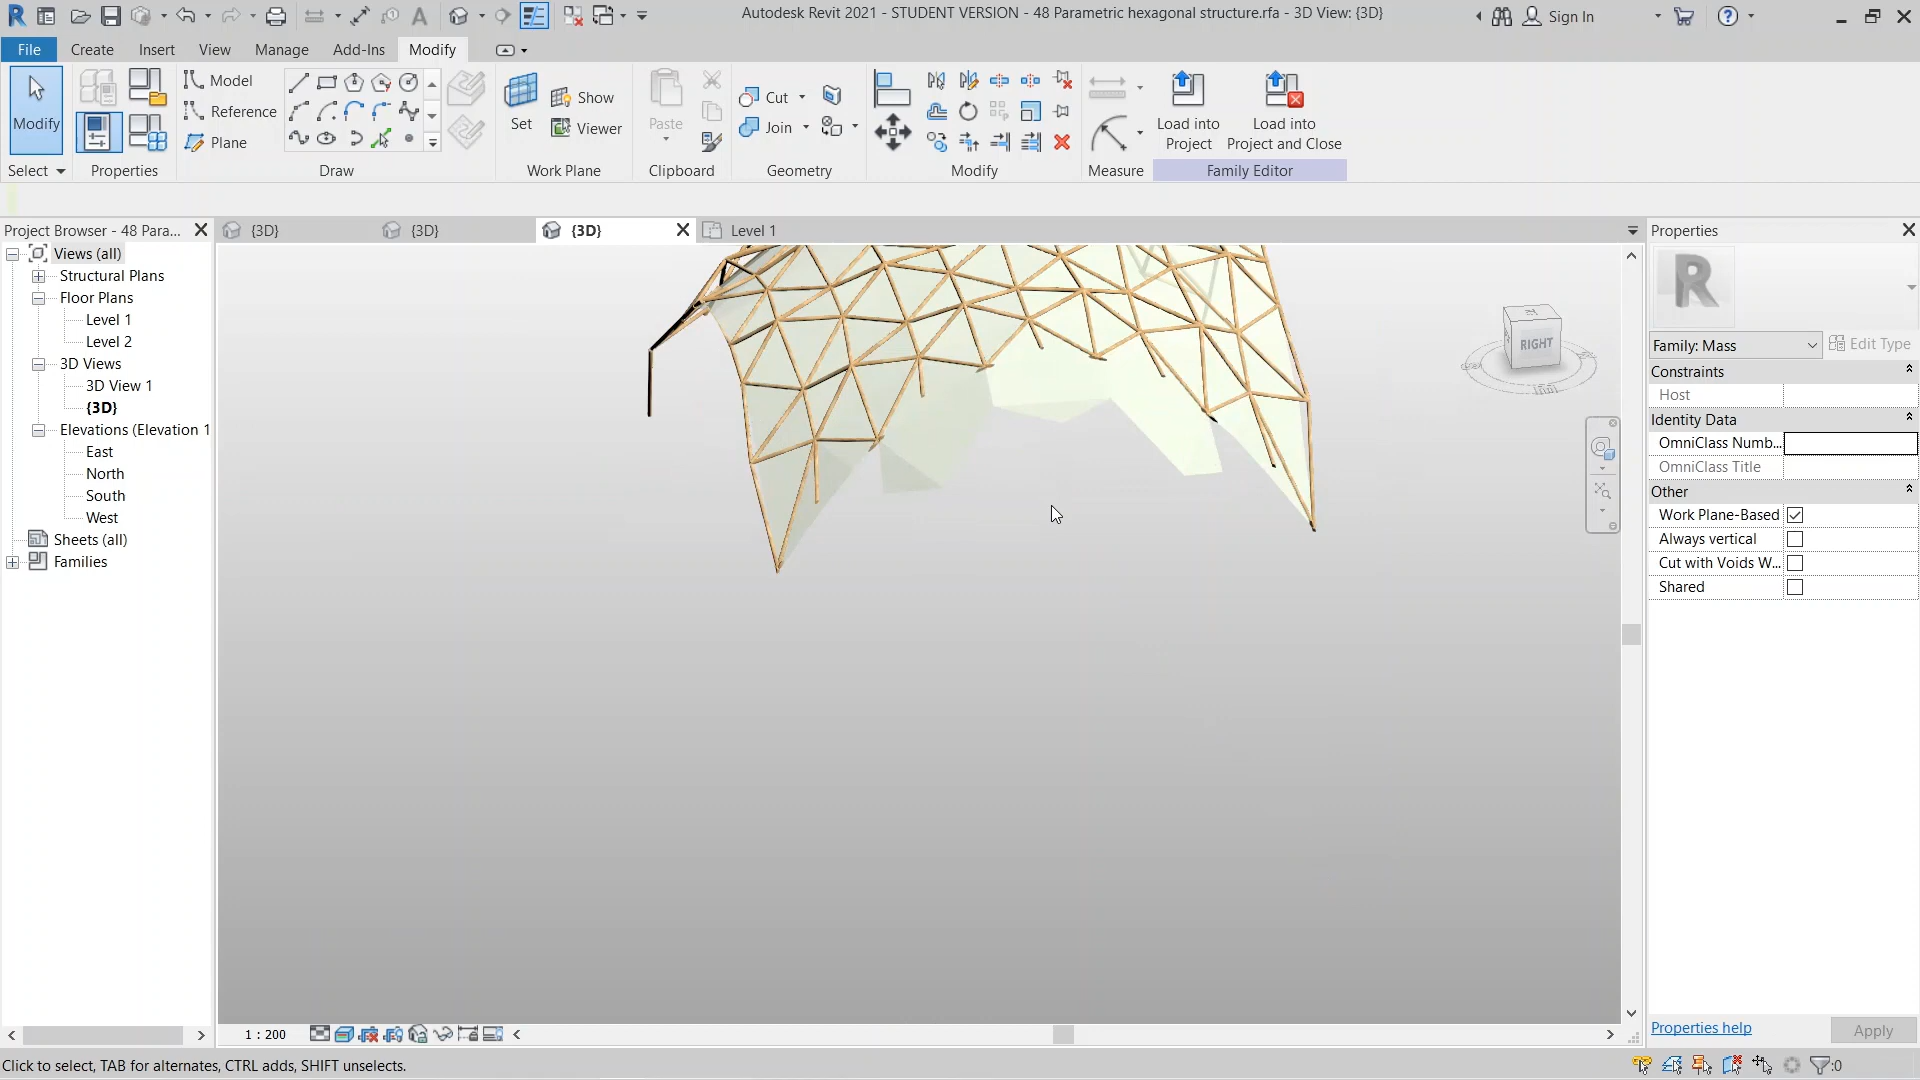 Autodesk Revit 2021 - STUDENT VERSION - 48 Parametric hexagonal structure.rfa - 3D View: {3D}
Sign In
File Create Insert View Manage Add-Ins Modify
Modify
Model
Reference
Plane
Set
Show
Viewer
Paste
Cut
Join
Load into Project
Load into Project and Close
Select
Properties
Draw
Work Plane
Clipboard
Geometry
Modify
Measure
Family Editor
Project Browser - 48 Para...
{3D}
{3D}
{3D}
Level 1
Views (all)
Structural Plans
Floor Plans
Level 1
Level 2
3D Views
3D View 1
{3D}
Elevations (Elevation 1
East
North
South
West
Sheets (all)
Families
RIGHT
Properties
R
Family: Mass
Edit Type
Constraints
Host
Identity Data
OmniClass Numb...
OmniClass Title
Other
Work Plane-Based
Always vertical
Cut with Voids W...
Shared
Properties help
Apply
1 : 200
Click to select, TAB for alternates, CTRL adds, SHIFT unselects.
:0